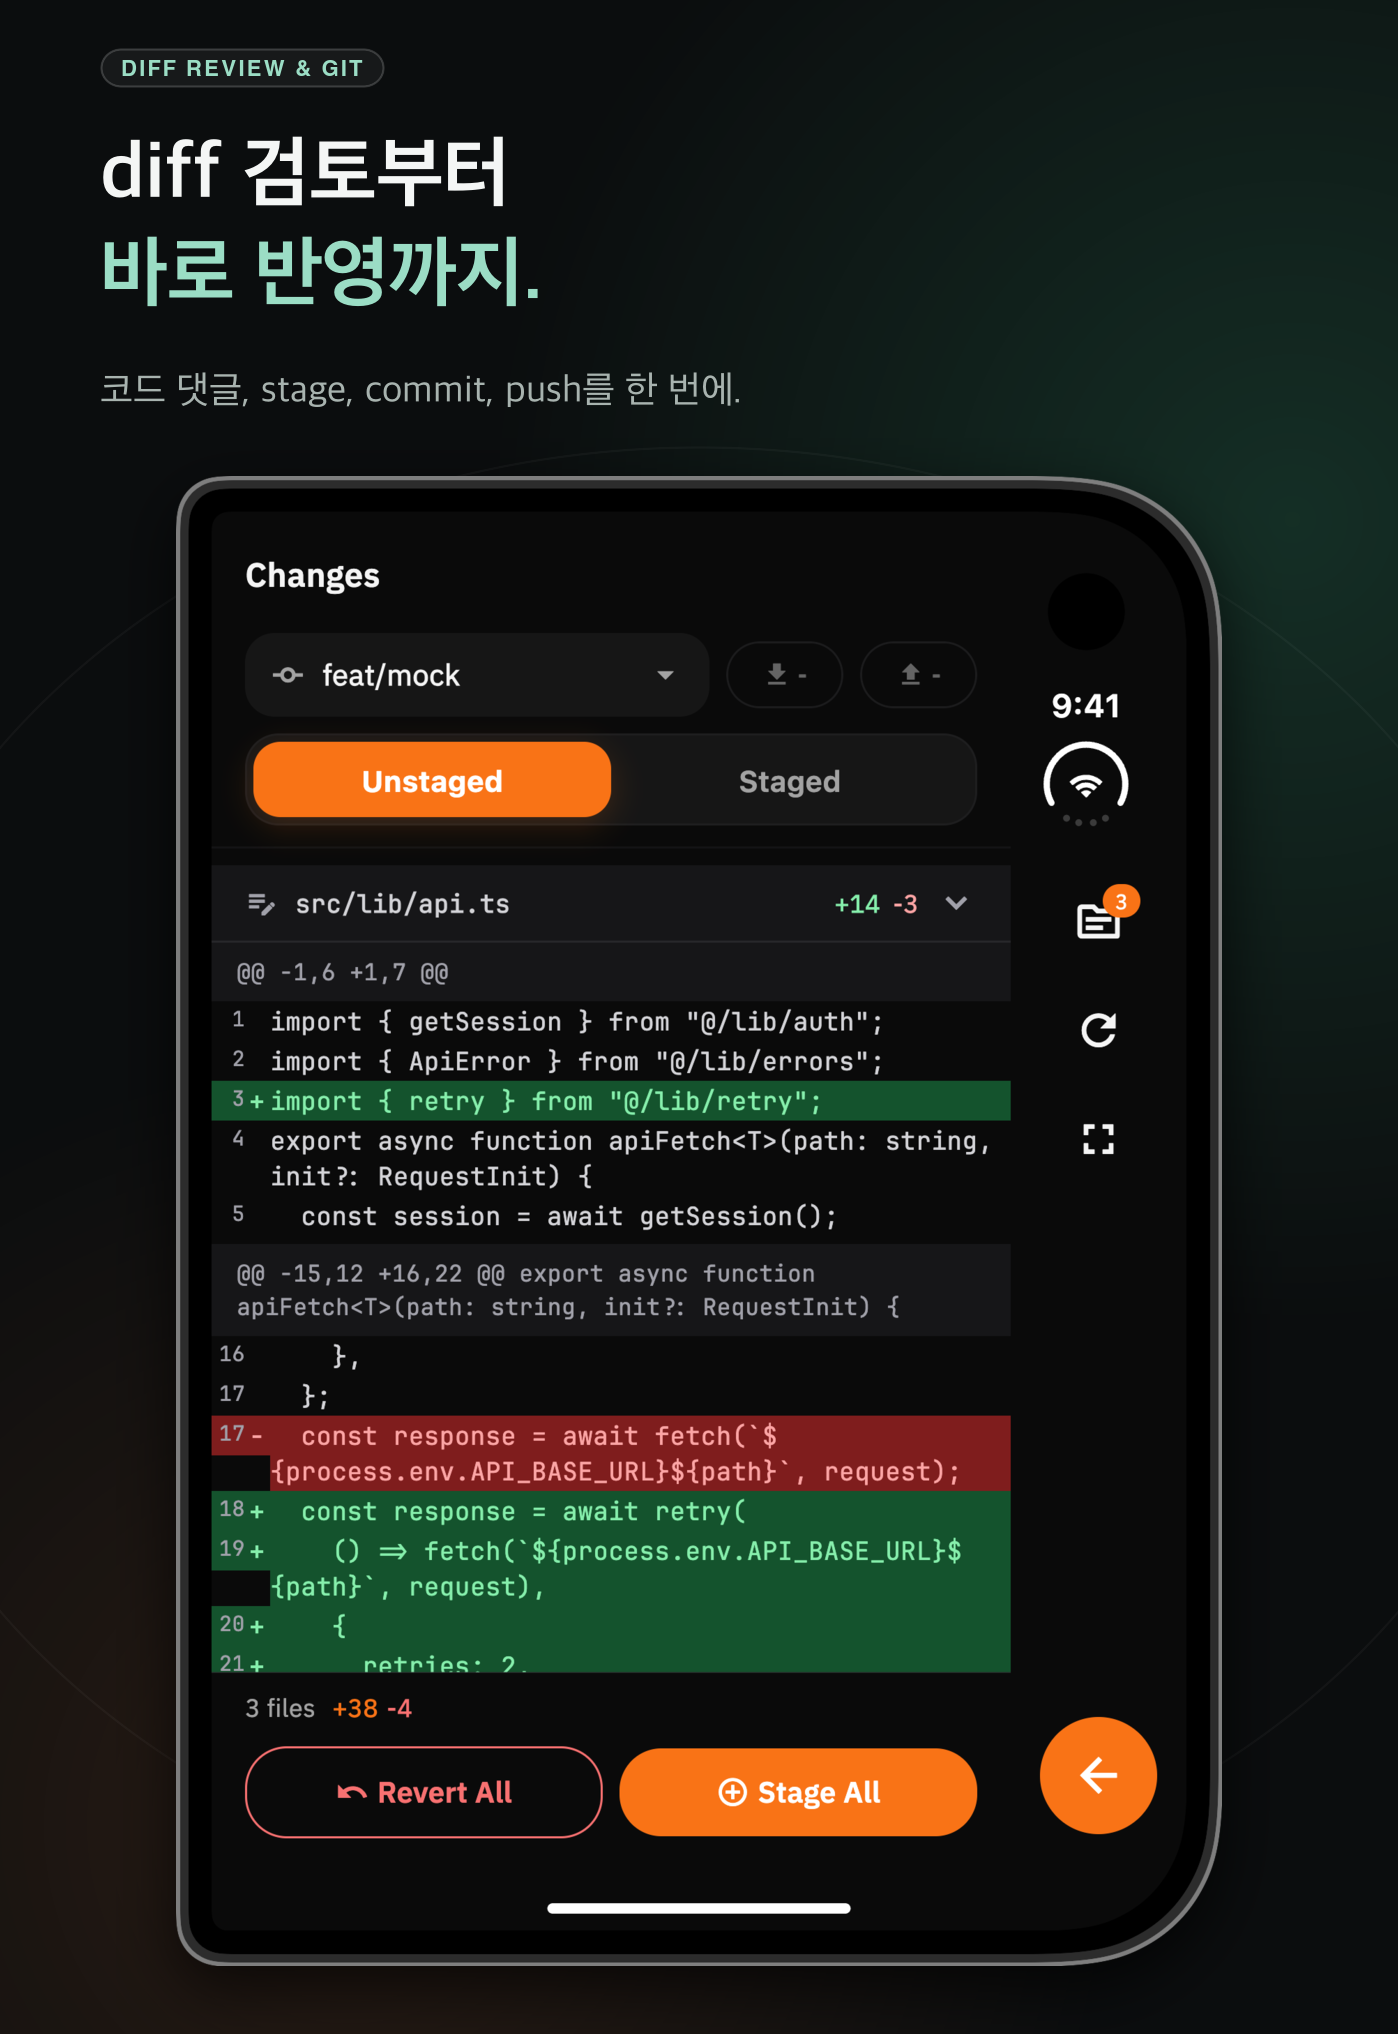 DIFF REVIEW & GIT
diff 검토부터
바로 반영까지.
코드 댓글, stage, commit, push를 한 번에.
Changes
feat/mock
-
-
9:41
Unstaged
Staged
src/lib/api.ts
+14 -3
3
@@ -1,6 +1,7 @@
1 import { getSession } from "@/lib/auth";
2 import { ApiError } from "@/lib/errors";
3 + import { retry } from "@/lib/retry";
4 export async function apiFetch<T>(path: string,
init?: RequestInit) {
5 const session = await getSession();
@@ -15,12 +16,22 @@ export async function
apiFetch<T>(path: string, init?: RequestInit) {
16 },
17 };
17 - const response = await fetch(`$
{process.env.API_BASE_URL}${path}`, request);
18 + const response = await retry(
19 + () => fetch(`${process.env.API_BASE_URL}$
{path}`, request),
20 + {
21 + retries: 2,
3 files +38 -4
Revert All
Stage All